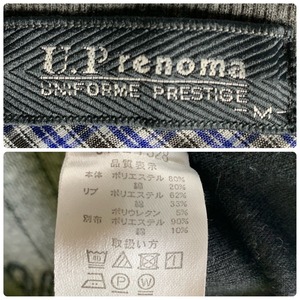 U.P renoma
UNIFORME PRESTIGE
M
品質表示
本体 ポリエステル 80%
綿 20%
リブ ポリエステル 62%
綿 33%
ポリウレタン 5%
別布 ポリエステル 90%
綿 10%
取扱い方